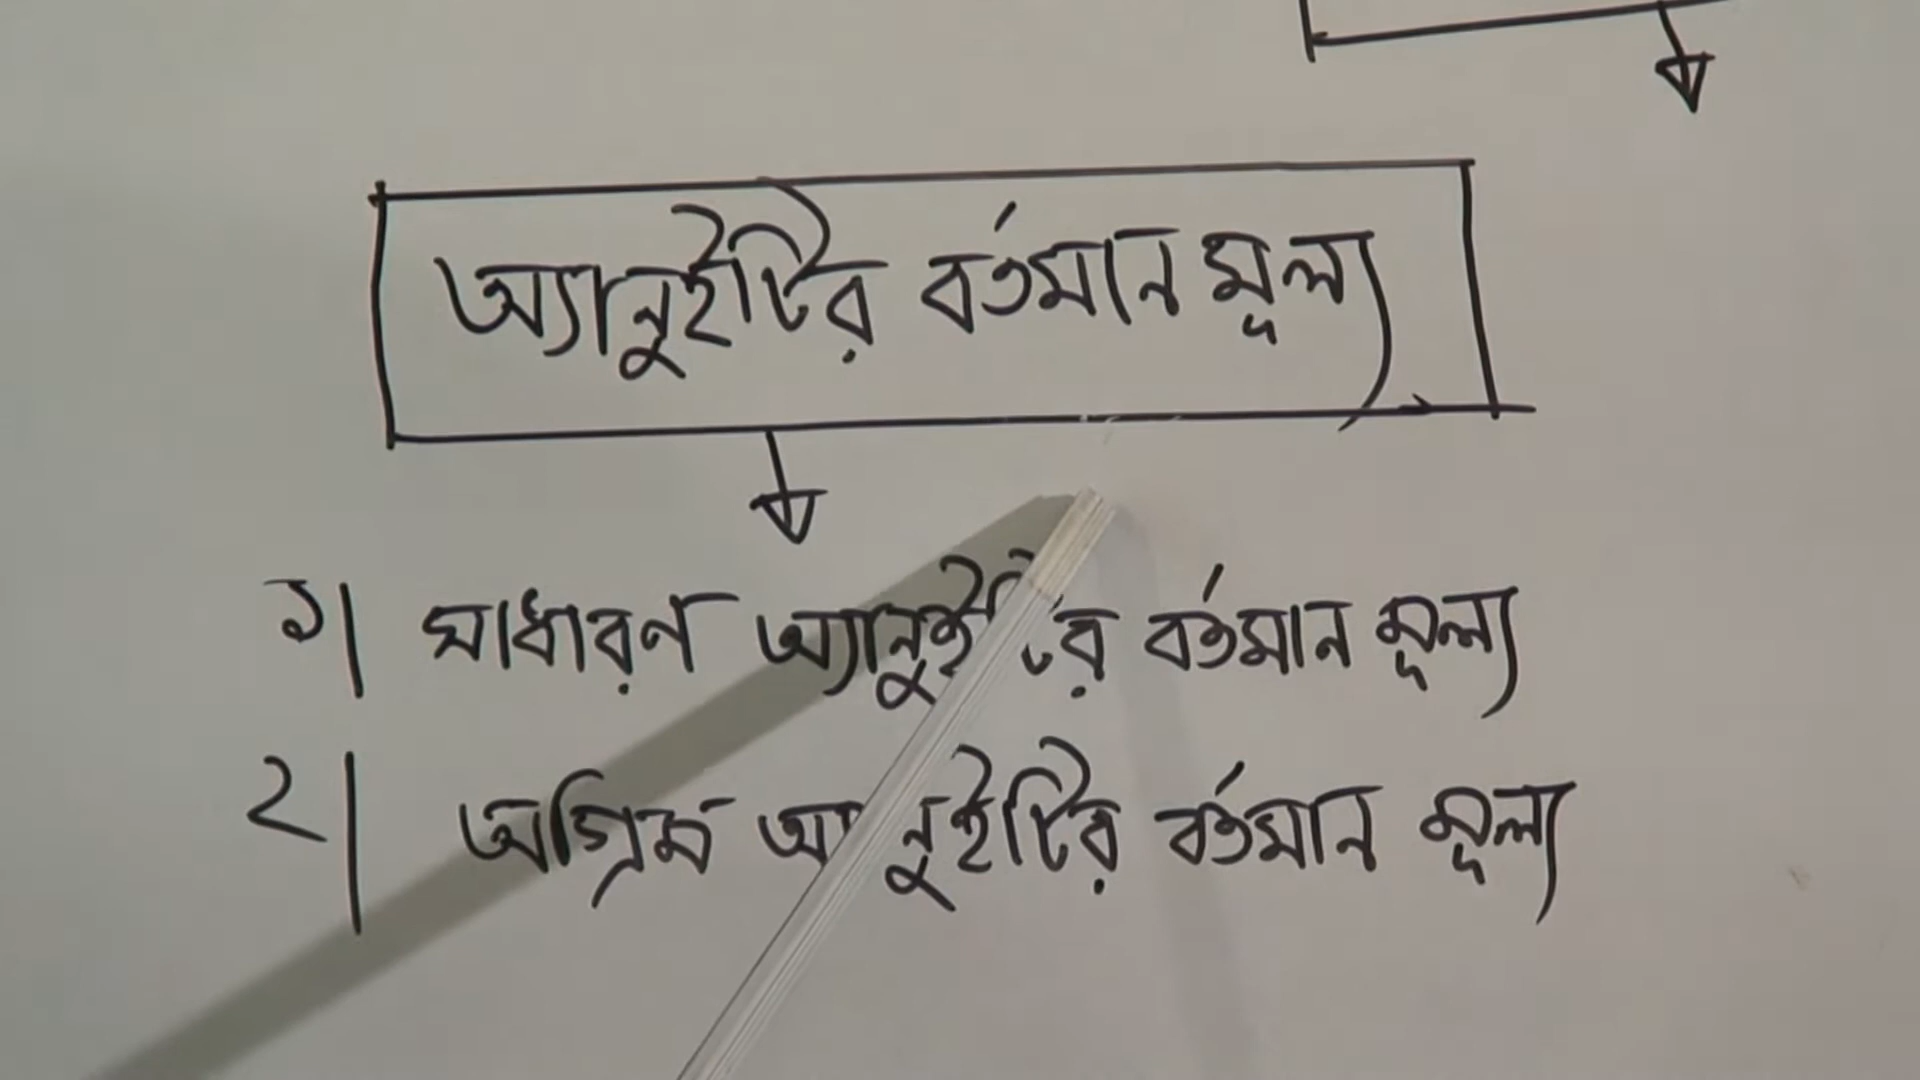 অ্যানুইটির বর্তমান মূল্য
১| সাধারণ অ্যানুইটির বর্তমান মূল্য
২| অগ্রিম অ্যানুইটির বর্তমান মূল্য